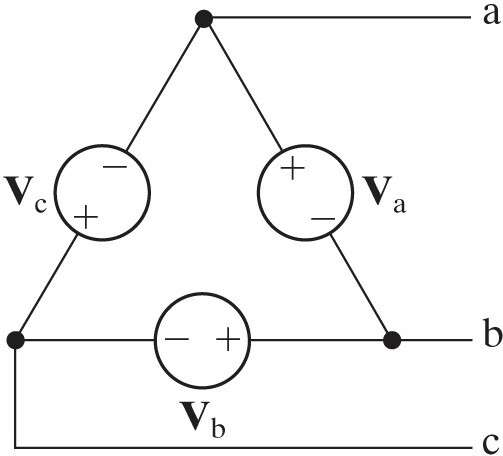 a
− +
v_c + − v_a
− + b
v_b
c